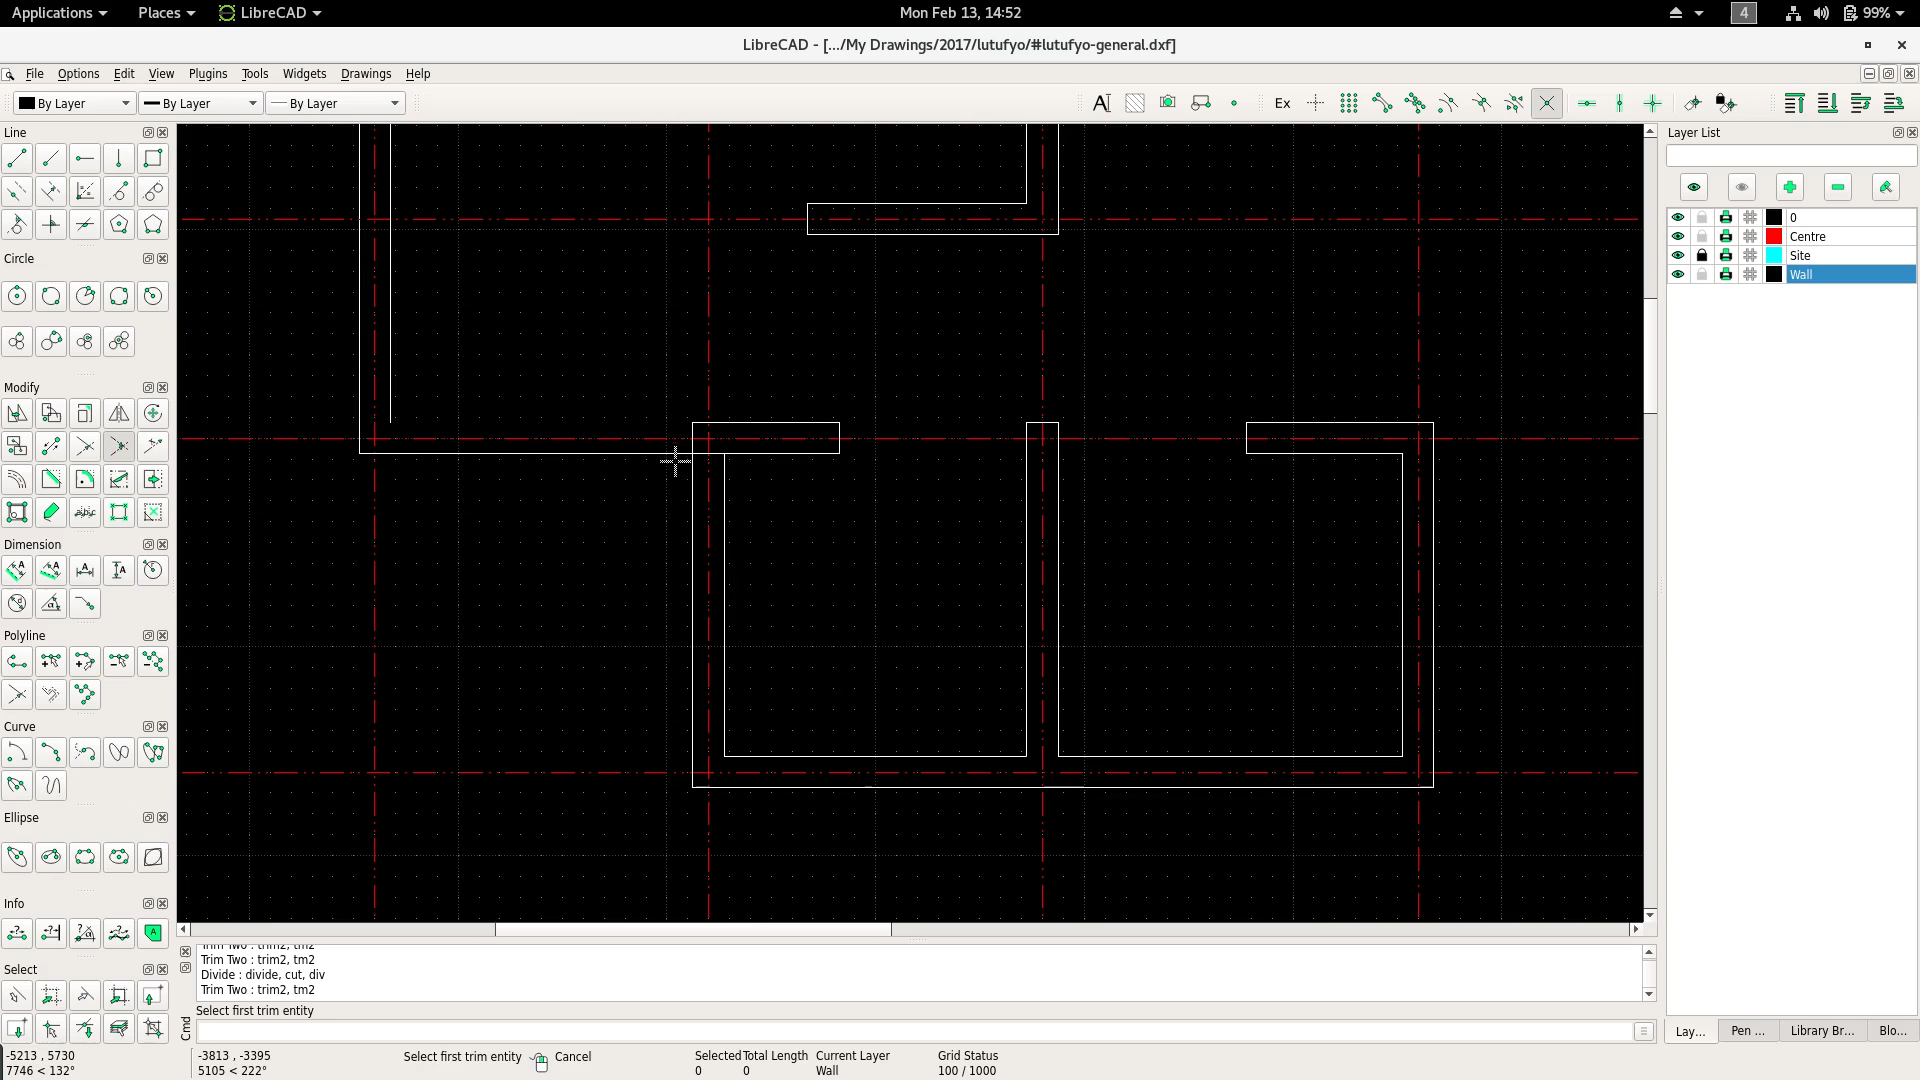 Applications Places LibreCAD Mon Feb 13, 14:52 4 99%
LibreCAD - [.../My Drawings/2017/lutufyo/#lutufyo-general.dxf]
File Options Edit View Plugins Tools Widgets Drawings Help
By Layer By Layer By Layer Ex
Line
Circle
Modify
Dimension
Polyline
Curve
Ellipse
Info
Select
Layer List
0
Centre
Site
Wall
Trim Two : trim2, tm2
Trim Two : trim2, tm2
Divide : divide, cut, div
Trim Two : trim2, tm2
Select first trim entity
Cmd
Lay... Pen ... Library Br... Blo...
-5213 , 5730 -3813 , -3395 Select first trim entity Cancel Selected Total Length Current Layer Grid Status
7746 < 132° 5105 < 222° 0 0 Wall 100 / 1000